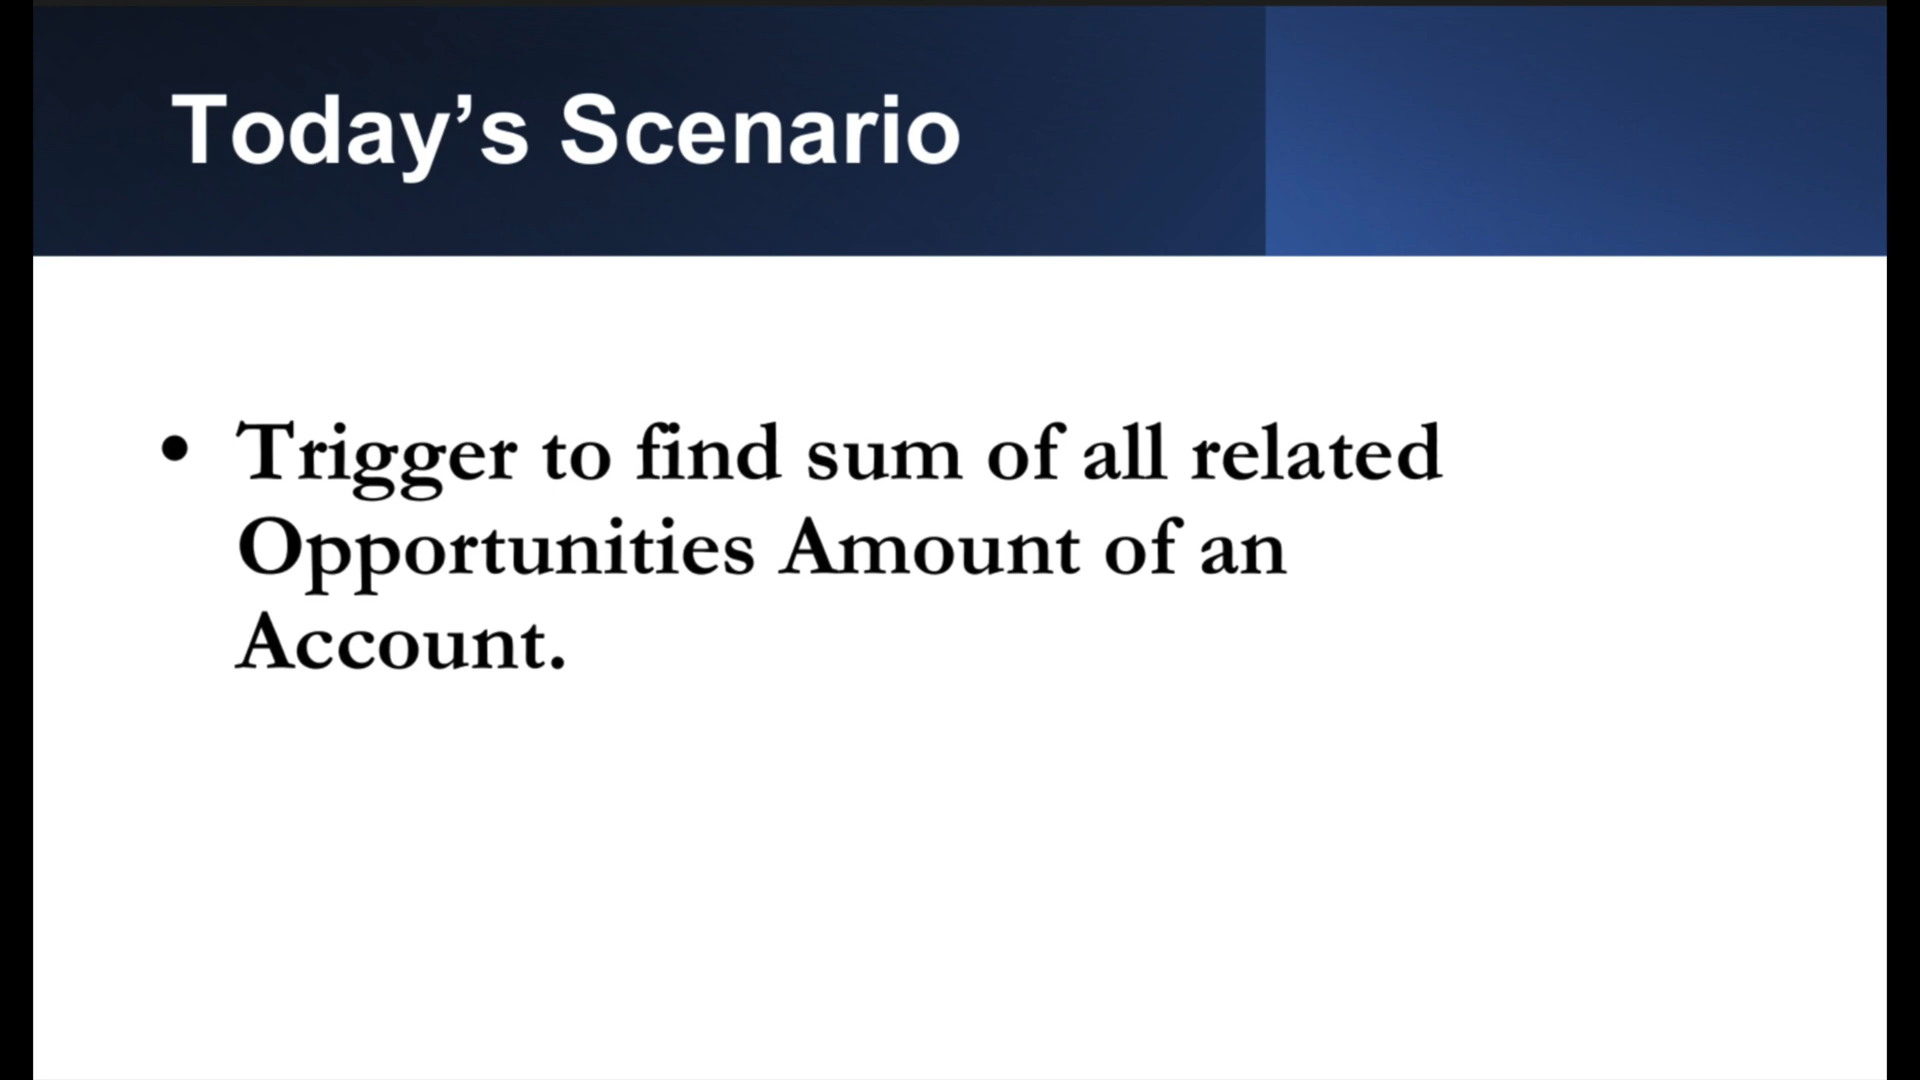 Today’s Scenario
• Trigger to find sum of all related
Opportunities Amount of an
Account.